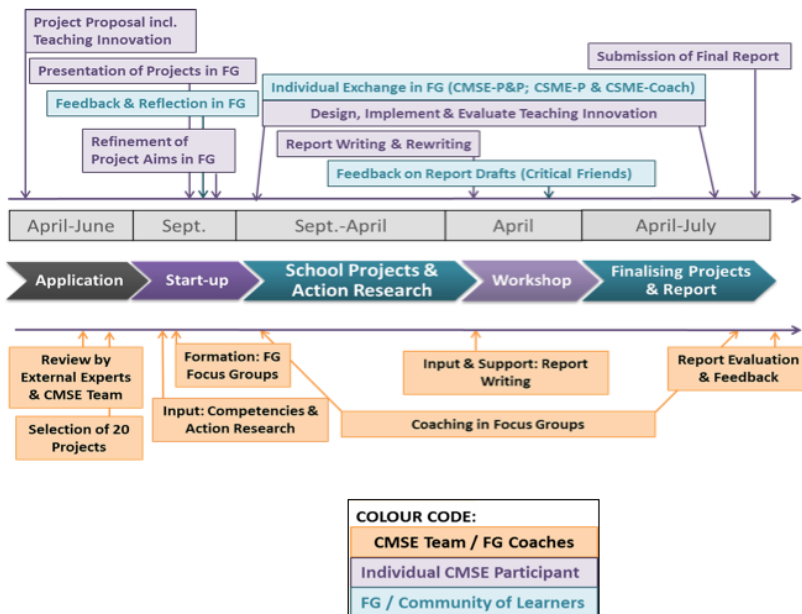 Project Proposal incl.
Teaching Innovation
Submission of Final Report
Presentation of Projects in FG
Individual Exchange in FG (CMSE-P&P; CSME-P & CSME-Coach)
Feedback & Reflection in FG
Design, Implement & Evaluate Teaching Innovation
Refinement of
Project Aims in FG
Report Writing & Rewriting
Feedback on Report Drafts (Critical Friends)
April-June
Sept.
Sept.-April
April
April-July
Application
Start-up
School Projects &
Action Research
Workshop
Finalising Projects
& Report
Review by
External Experts
& CMSE Team
Formation: FG
Focus Groups
Input & Support: Report
Writing
Report Evaluation
& Feedback
Selection of 20
Projects
Input: Competencies &
Action Research
Coaching in Focus Groups
COLOUR CODE:
CMSE Team / FG Coaches
Individual CMSE Participant
FG / Community of Learners